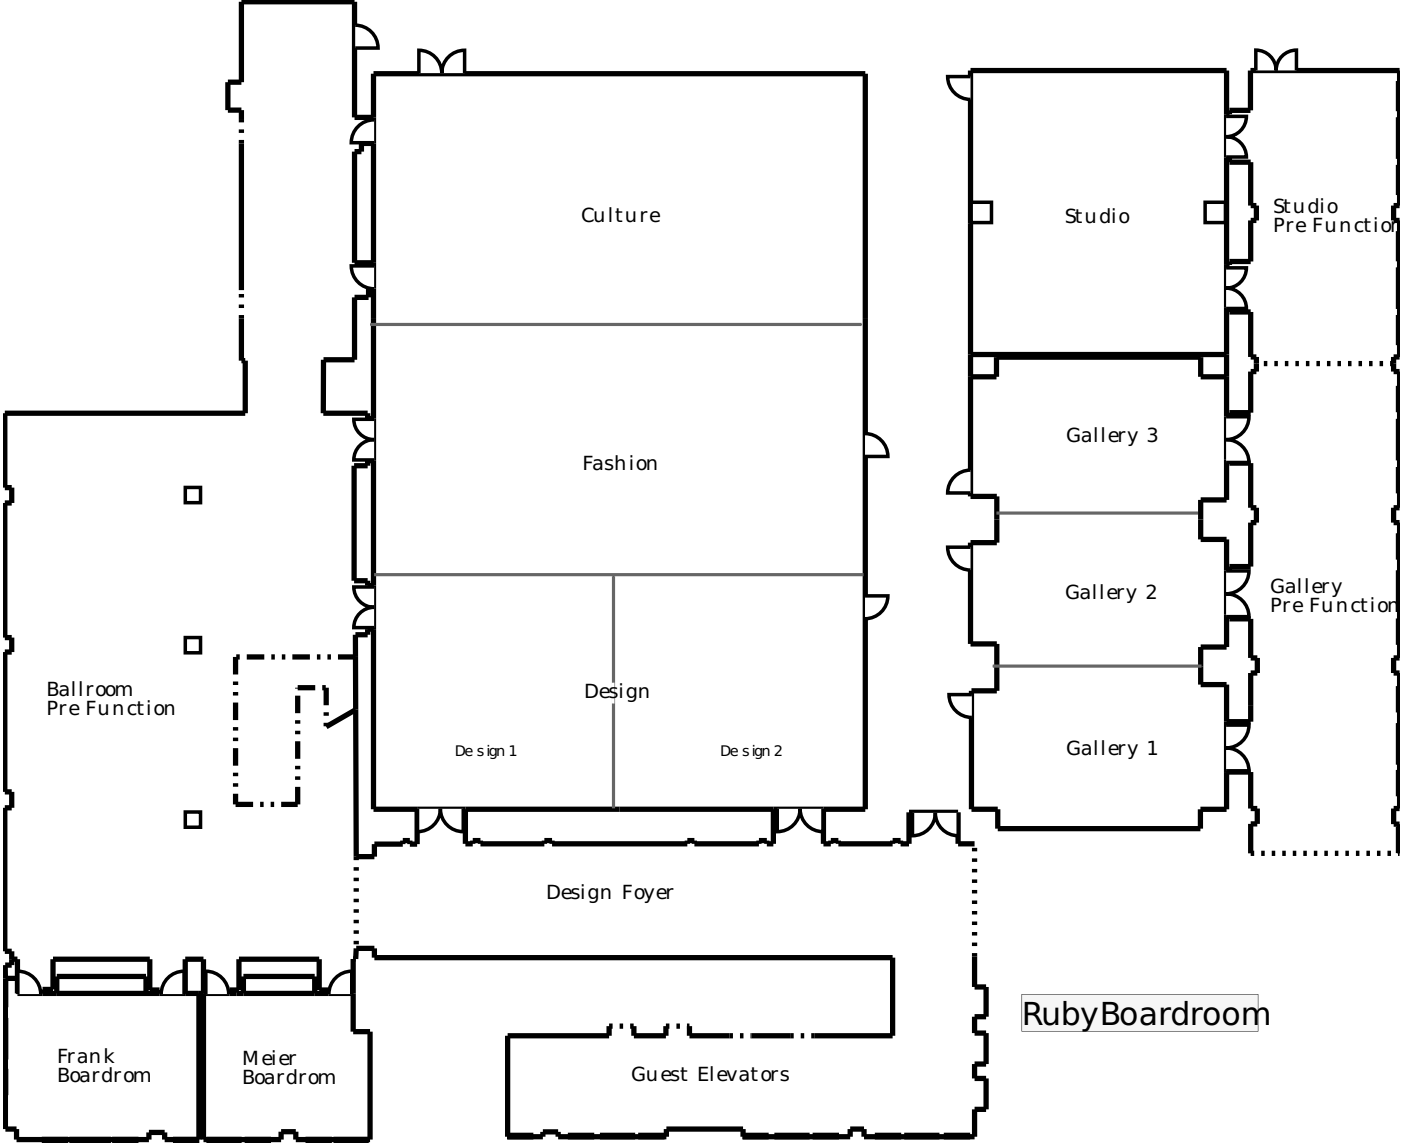 Culture
Studio
Studio
Pre Function
Fashion
Gallery 3
Gallery 2
Gallery
Pre Function
Ballroom
Pre Function
Design
Design 1
Design 2
Gallery 1
Design Foyer
RubyBoardroom
Frank
Boardrom
Meier
Boardrom
Guest Elevators